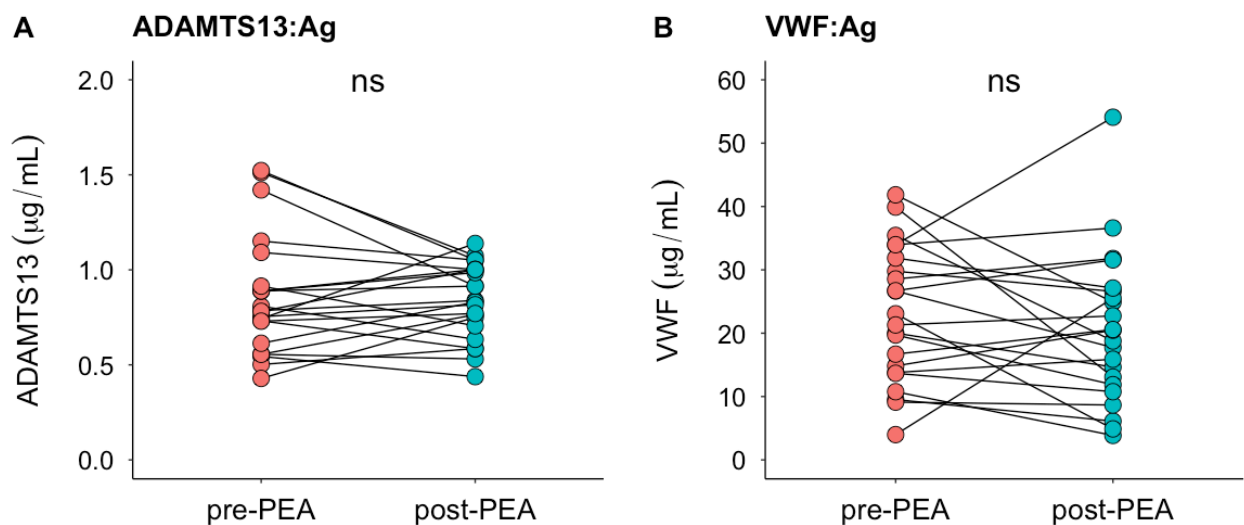 A ADAMTS13:Ag
ns
ADAMTS13 (μg/mL)
2.0
1.5
1.0
0.5
0.0
pre-PEA post-PEA
B VWF:Ag
ns
VWF (μg/mL)
60
50
40
30
20
10
0
pre-PEA post-PEA